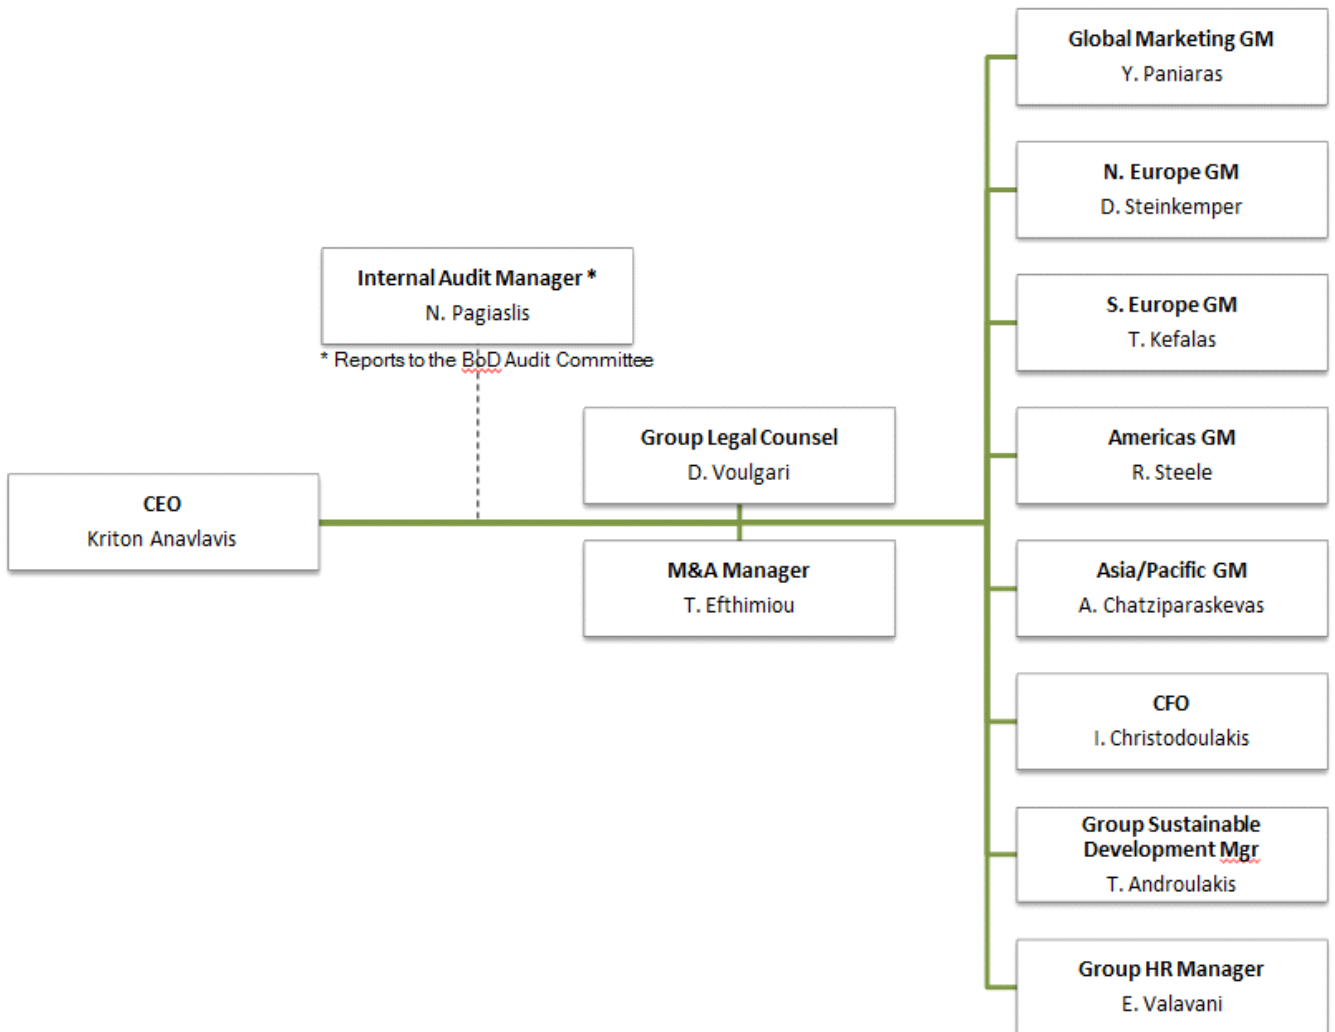 Global Marketing GM
Y. Paniaras
N. Europe GM
D. Steinkemper
Internal Audit Manager *
N. Pagiaslis
* Reports to the BoD Audit Committee
S. Europe GM
T. Kefalas
Group Legal Counsel
D. Voulgari
Americas GM
R. Steele
CEO
Kriton Anavlavis
M&A Manager
T. Efthimiou
Asia/Pacific GM
A. Chatziparaskevas
CFO
I. Christodoulakis
Group Sustainable
Development Mgr
T. Androulakis
Group HR Manager
E. Valavani